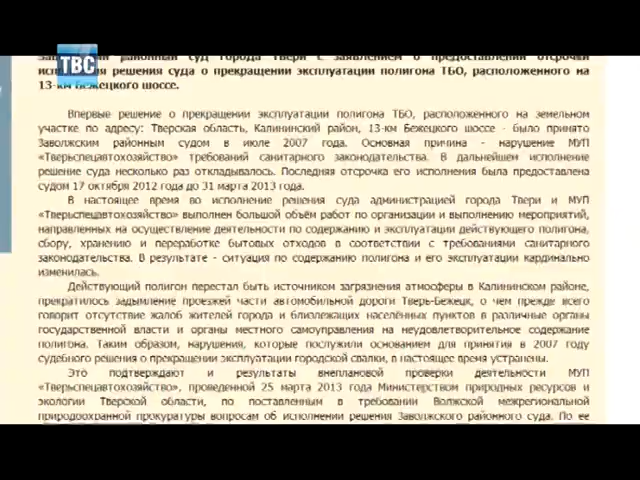 ТВС
районный суд города Твери с заявлением о предоставлении отсрочки
решения суда о прекращении эксплуатации полигона ТБО, расположенного на
13-км Бежецкого шоссе.
Впервые решение о прекращении эксплуатации полигона ТБО, расположенного на земельном
участке по адресу: Тверская область, Калининский район, 13-км Бежецкого шоссе - было принято
Заволжским районным судом в июле 2007 года. Основная причина - нарушение МУП
«Тверьспецавтохозяйство» требований санитарного законодательства. В дальнейшем исполнение
решение суда несколько раз откладывалось. Последняя отсрочка его исполнения была предоставлена
судом 17 октября 2012 года до 31 марта 2013 года.
В настоящее время во исполнение решения суда администрацией города Твери и МУП
«Тверьспецавтохозяйство» выполнен большой объём работ по организации и выполнению мероприятий,
направленных на осуществление деятельности по содержанию и эксплуатации действующего полигона,
сбору, хранению и переработке бытовых отходов в соответствии с требованиями санитарного
законодательства. В результате - ситуация по содержанию полигона и его эксплуатации кардинально
изменилась.
Действующий полигон перестал быть источником загрязнения атмосферы в Калининском районе,
прекратилось задымление проезжей части автомобильной дороги Тверь-Бежецк, о чем прежде всего
говорит отсутствие жалоб жителей города и близлежащих населённых пунктов в различные органы
государственной власти и органы местного самоуправления на неудовлетворительное содержание
полигона. Таким образом, нарушения, которые послужили основанием для принятия в 2007 году
судебного решения о прекращении эксплуатации городской свалки, в настоящее время устранены.
Это подтверждают и результаты внеплановой проверки деятельности МУП
«Тверьспецавтохозяйство», проведенной 25 марта 2013 года Министерством природных ресурсов и
экологии Тверской области, по поставленным в требовании Волжской межрегиональной
природоохранной прокуратуры вопросам об исполнении решения Заволжского районного суда. По ее